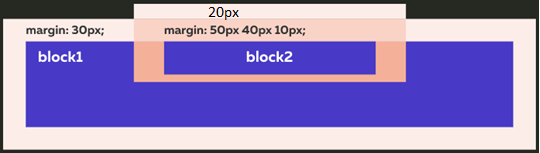 20px
margin: 30px;
margin: 50px 40px 10px;
block1
block2